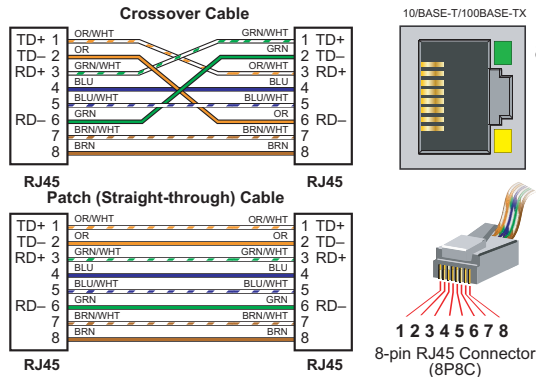 Crossover Cable
TD+ 1 OR/WHT GRN/WHT 1 TD+
TD– 2 OR GRN 2 TD–
RD+ 3 GRN/WHT OR/WHT 3 RD+
4 BLU BLU 4
5 BLU/WHT BLU/WHT 5
RD– 6 GRN OR 6 RD–
7 BRN/WHT BRN/WHT 7
8 BRN BRN 8
RJ45 RJ45
Patch (Straight-through) Cable
TD+ 1 OR/WHT OR/WHT 1 TD+
TD– 2 OR OR 2 TD–
RD+ 3 GRN/WHT GRN/WHT 3 RD+
4 BLU BLU 4
5 BLU/WHT BLU/WHT 5
RD– 6 GRN GRN 6 RD–
7 BRN/WHT BRN/WHT 7
8 BRN BRN 8
RJ45 RJ45
10/BASE-T/100BASE-TX
1 2 3 4 5 6 7 8
8-pin RJ45 Connector
(8P8C)